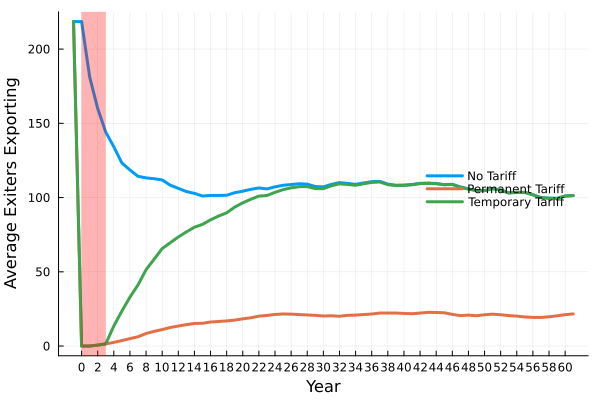 Average Exiters Exporting
200
150
100
50
0
No Tariff
Permanent Tariff
Temporary Tariff
0 2 4 6 8 10 12 14 16 18 20 22 24 26 28 30 32 34 36 38 40 42 44 46 48 50 52 54 56 58 60
Year